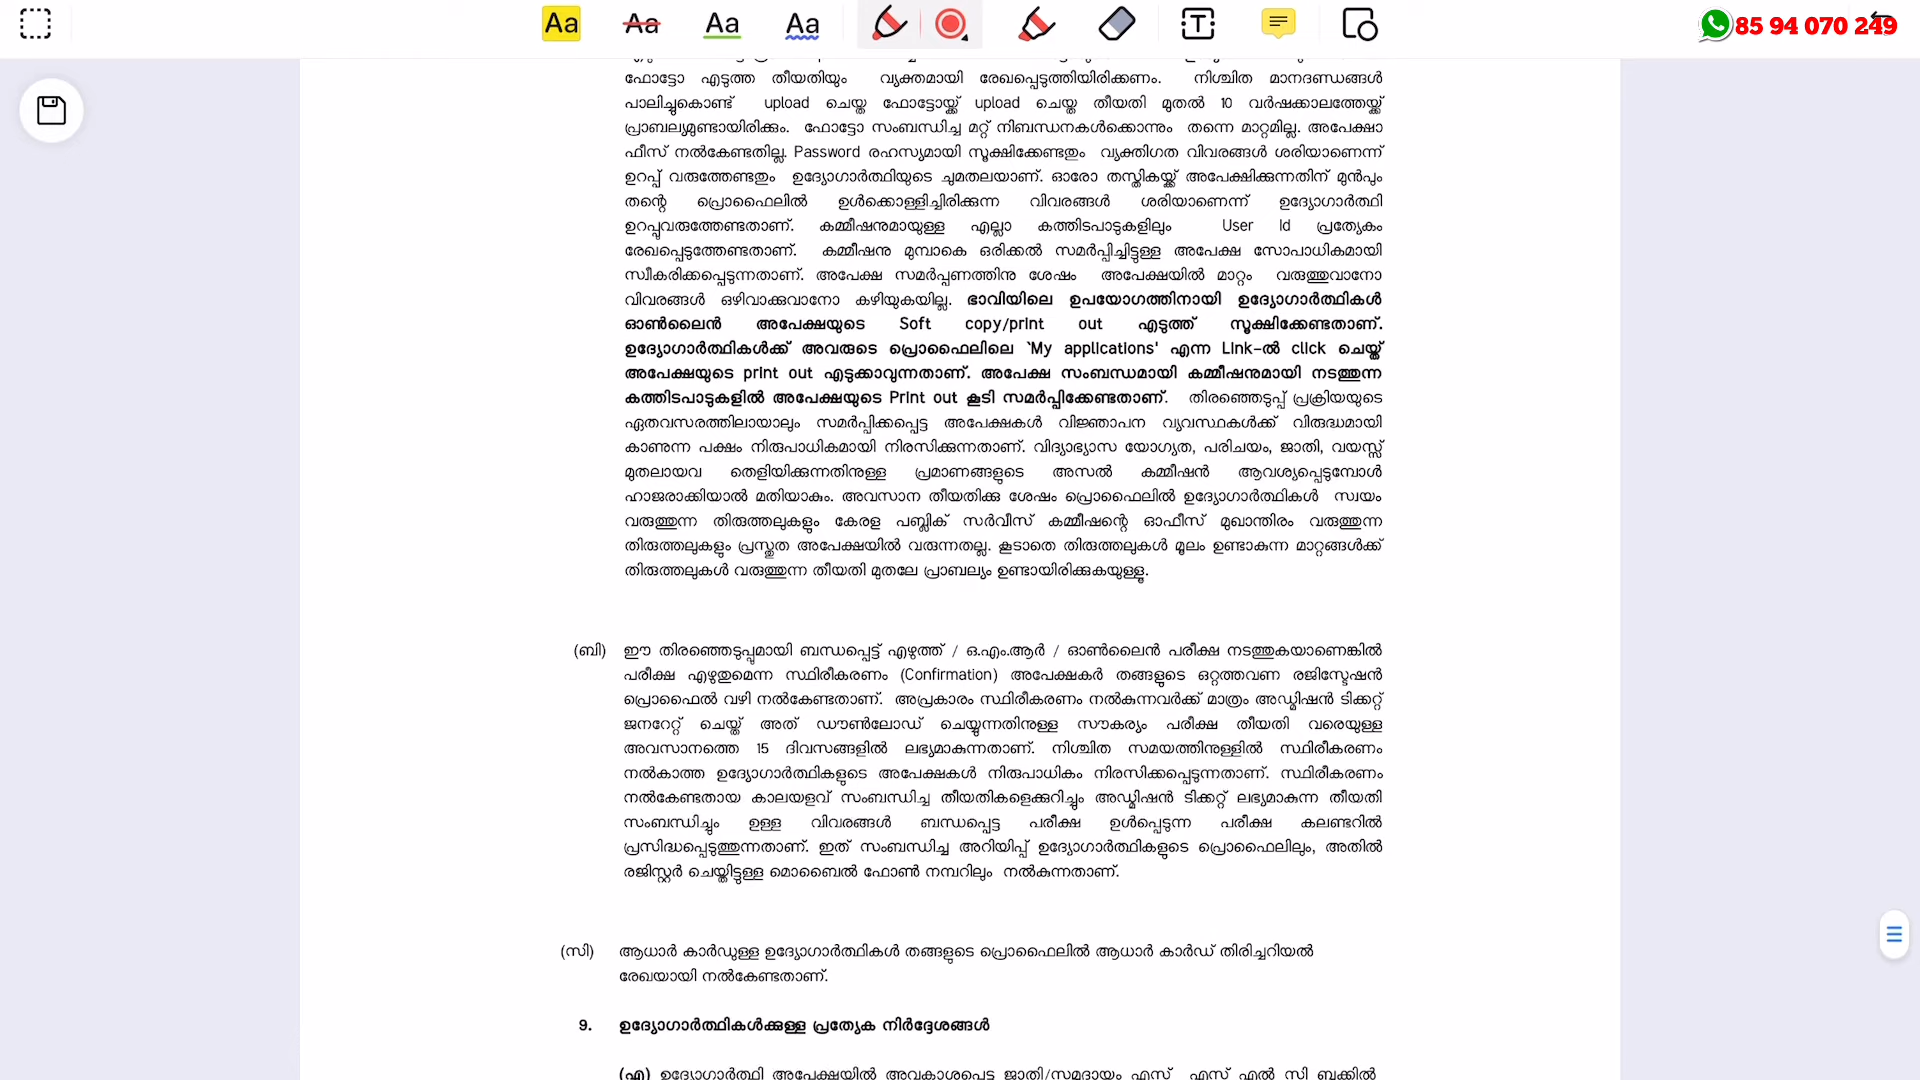 Aa Aa Aa Aa T
85 94 070 249
ഫോട്ടോ എടുത്ത തീയതിയും വ്യക്തമായി രേഖപ്പെടുത്തിയിരിക്കണം. നിശ്ചിത മാനദണ്ഡങ്ങൾ
പാലിച്ചുകൊണ്ട് upload ചെയ്ത ഫോട്ടോയ്ക്ക് upload ചെയ്ത തീയതി മുതൽ 10 വർഷക്കാലത്തേയ്ക്ക്
പ്രാബല്യമുണ്ടായിരിക്കും. ഫോട്ടോ സംബന്ധിച്ച മറ്റ് നിബന്ധനകൾക്കൊന്നും തന്നെ മാറ്റമില്ല. അപേക്ഷാ
ഫീസ് നൽകേണ്ടതില്ല. Password രഹസ്യമായി സൂക്ഷിക്കേണ്ടതും വ്യക്തിഗത വിവരങ്ങൾ ശരിയാണെന്ന്
ഉറപ്പ് വരുത്തേണ്ടതും ഉദ്യോഗാർത്ഥിയുടെ ചുമതലയാണ്. ഓരോ തസ്തികയ്ക്ക് അപേക്ഷിക്കുന്നതിന് മുൻപും
തന്റെ പ്രൊഫൈലിൽ ഉൾക്കൊള്ളിച്ചിരിക്കുന്ന വിവരങ്ങൾ ശരിയാണെന്ന് ഉദ്യോഗാർത്ഥി
ഉറപ്പുവരുത്തേണ്ടതാണ്. കമ്മീഷനുമായുള്ള എല്ലാ കത്തിടപാടുകളിലും User Id പ്രത്യേകം
രേഖപ്പെടുത്തേണ്ടതാണ്. കമ്മീഷനു മുമ്പാകെ ഒരിക്കൽ സമർപ്പിച്ചിട്ടുള്ള അപേക്ഷ സോപാധികമായി
സ്വീകരിക്കപ്പെടുന്നതാണ്. അപേക്ഷ സമർപ്പണത്തിനു ശേഷം അപേക്ഷയിൽ മാറ്റം വരുത്തുവാനോ
വിവരങ്ങൾ ഒഴിവാക്കുവാനോ കഴിയുകയില്ല. ഭാവിയിലെ ഉപയോഗത്തിനായി ഉദ്യോഗാർത്ഥികൾ
ഓൺലൈൻ അപേക്ഷയുടെ Soft copy/print out എടുത്ത് സൂക്ഷിക്കേണ്ടതാണ്.
ഉദ്യോഗാർത്ഥികൾക്ക് അവരുടെ പ്രൊഫൈലിലെ `My applications' എന്ന Link-ൽ click ചെയ്ത്
അപേക്ഷയുടെ print out എടുക്കാവുന്നതാണ്. അപേക്ഷ സംബന്ധമായി കമ്മീഷനുമായി നടത്തുന്ന
കത്തിടപാടുകളിൽ അപേക്ഷയുടെ Print out കൂടി സമർപ്പിക്കേണ്ടതാണ്. തിരഞ്ഞെടുപ്പ് പ്രക്രിയയുടെ
ഏതവസരത്തിലായാലും സമർപ്പിക്കപ്പെട്ട അപേക്ഷകൾ വിജ്ഞാപന വ്യവസ്ഥകൾക്ക് വിരുദ്ധമായി
കാണുന്ന പക്ഷം നിരുപാധികമായി നിരസിക്കുന്നതാണ്. വിദ്യാഭ്യാസ യോഗ്യത, പരിചയം, ജാതി, വയസ്സ്
മുതലായവ തെളിയിക്കുന്നതിനുള്ള പ്രമാണങ്ങളുടെ അസൽ കമ്മീഷൻ ആവശ്യപ്പെടുമ്പോൾ
ഹാജരാക്കിയാൽ മതിയാകും. അവസാന തീയതിക്കു ശേഷം പ്രൊഫൈലിൽ ഉദ്യോഗാർത്ഥികൾ സ്വയം
വരുത്തുന്ന തിരുത്തലുകളും കേരള പബ്ലിക് സർവീസ് കമ്മീഷന്റെ ഓഫീസ് മുഖാന്തിരം വരുത്തുന്ന
തിരുത്തലുകളും പ്രസ്തുത അപേക്ഷയിൽ വരുന്നതല്ല. കൂടാതെ തിരുത്തലുകൾ മൂലം ഉണ്ടാകുന്ന മാറ്റങ്ങൾക്ക്
തിരുത്തലുകൾ വരുത്തുന്ന തീയതി മുതലേ പ്രാബല്യം ഉണ്ടായിരിക്കുകയുള്ളൂ.
(ബി) ഈ തിരഞ്ഞെടുപ്പുമായി ബന്ധപ്പെട്ട് എഴുത്ത് / ഒ.എം.ആർ / ഓൺലൈൻ പരീക്ഷ നടത്തുകയാണെങ്കിൽ
പരീക്ഷ എഴുതുമെന്ന സ്ഥിരീകരണം (Confirmation) അപേക്ഷകർ തങ്ങളുടെ ഒറ്റത്തവണ രജിസ്ട്രേഷൻ
പ്രൊഫൈൽ വഴി നൽകേണ്ടതാണ്. അപ്രകാരം സ്ഥിരീകരണം നൽകുന്നവർക്ക് മാത്രം അഡ്മിഷൻ ടിക്കറ്റ്
ജനറേറ്റ് ചെയ്ത് അത് ഡൗൺലോഡ് ചെയ്യുന്നതിനുള്ള സൗകര്യം പരീക്ഷ തീയതി വരെയുള്ള
അവസാനത്തെ 15 ദിവസങ്ങളിൽ ലഭ്യമാകുന്നതാണ്. നിശ്ചിത സമയത്തിനുള്ളിൽ സ്ഥിരീകരണം
നൽകാത്ത ഉദ്യോഗാർത്ഥികളുടെ അപേക്ഷകൾ നിരുപാധികം നിരസിക്കപ്പെടുന്നതാണ്. സ്ഥിരീകരണം
നൽകേണ്ടതായ കാലയളവ് സംബന്ധിച്ച തീയതികളെക്കുറിച്ചും അഡ്മിഷൻ ടിക്കറ്റ് ലഭ്യമാകുന്ന തീയതി
സംബന്ധിച്ചും ഉള്ള വിവരങ്ങൾ ബന്ധപ്പെട്ട പരീക്ഷ ഉൾപ്പെടുന്ന പരീക്ഷ കലണ്ടറിൽ
പ്രസിദ്ധപ്പെടുത്തുന്നതാണ്. ഇത് സംബന്ധിച്ച അറിയിപ്പ് ഉദ്യോഗാർത്ഥികളുടെ പ്രൊഫൈലിലും, അതിൽ
രജിസ്റ്റർ ചെയ്തിട്ടുള്ള മൊബൈൽ ഫോൺ നമ്പറിലും നൽകുന്നതാണ്.
(സി) ആധാർ കാർഡുള്ള ഉദ്യോഗാർത്ഥികൾ തങ്ങളുടെ പ്രൊഫൈലിൽ ആധാർ കാർഡ് തിരിച്ചറിയൽ
രേഖയായി നൽകേണ്ടതാണ്.
9. ഉദ്യോഗാർത്ഥികൾക്കുള്ള പ്രത്യേക നിർദ്ദേശങ്ങൾ
(എ) ഉദ്യോഗാർത്ഥി അപേക്ഷയിൽ അവകാശപ്പെട്ട ജാതി/സമുദായം എസ് എസ് എൽ സി ബുക്കിൽ